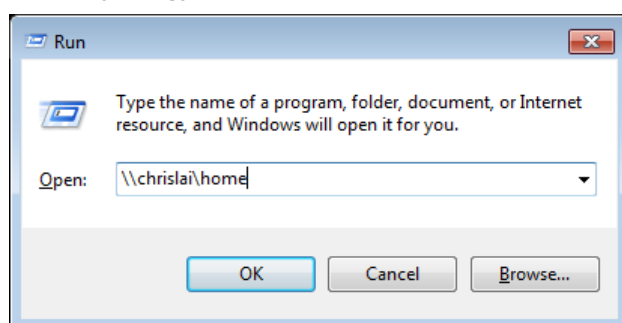 Run
Type the name of a program, folder, document, or Internet
resource, and Windows will open it for you.
Open: \\chrislai\home
OK Cancel Browse...